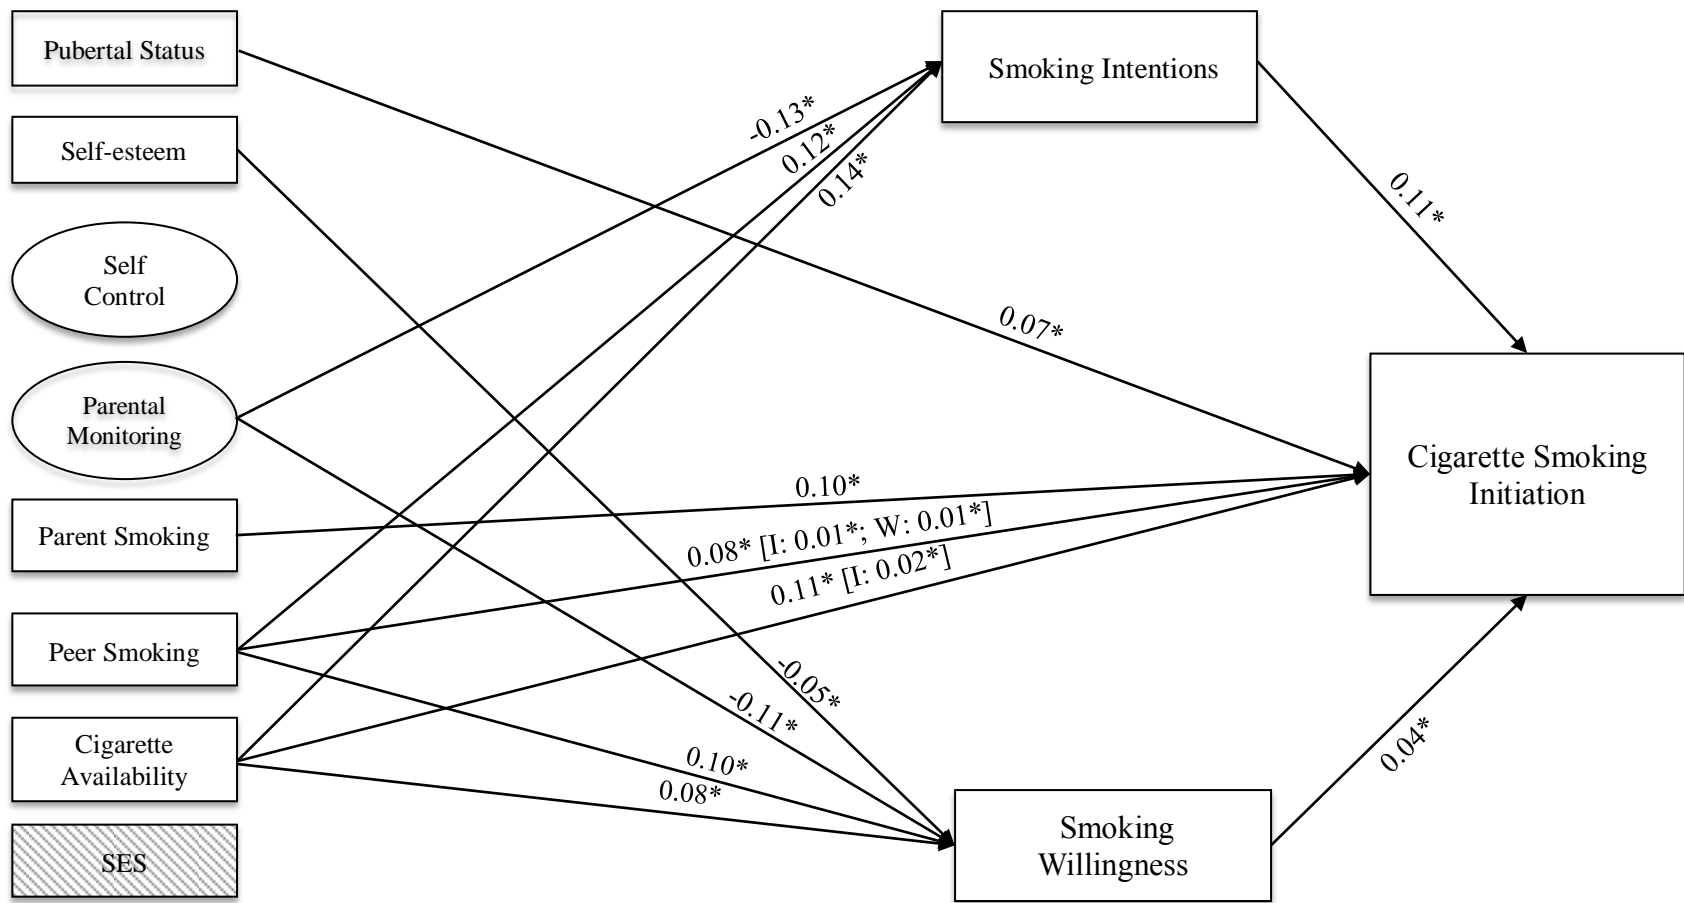 Pubertal Status
Self-esteem
Self
Control
Parental
Monitoring
Parent Smoking
Peer Smoking
Cigarette
Availability
SES
-0.13*
0.12*
0.14*
0.07*
0.10*
0.08* [I: 0.01*; W: 0.01*]
0.11* [I: 0.02*]
-0.05*
-0.11*
0.10*
0.08*
Smoking Intentions
Smoking
Willingness
0.11*
0.04*
Cigarette Smoking
Initiation